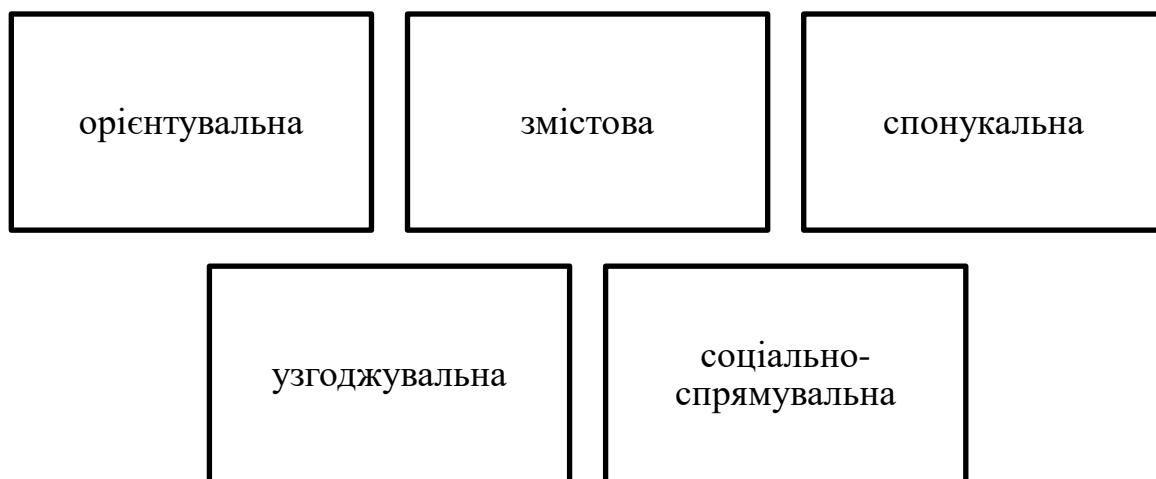 орієнтувальна
змістова
спонукальна
узгоджувальна
соціально-
спрямувальна